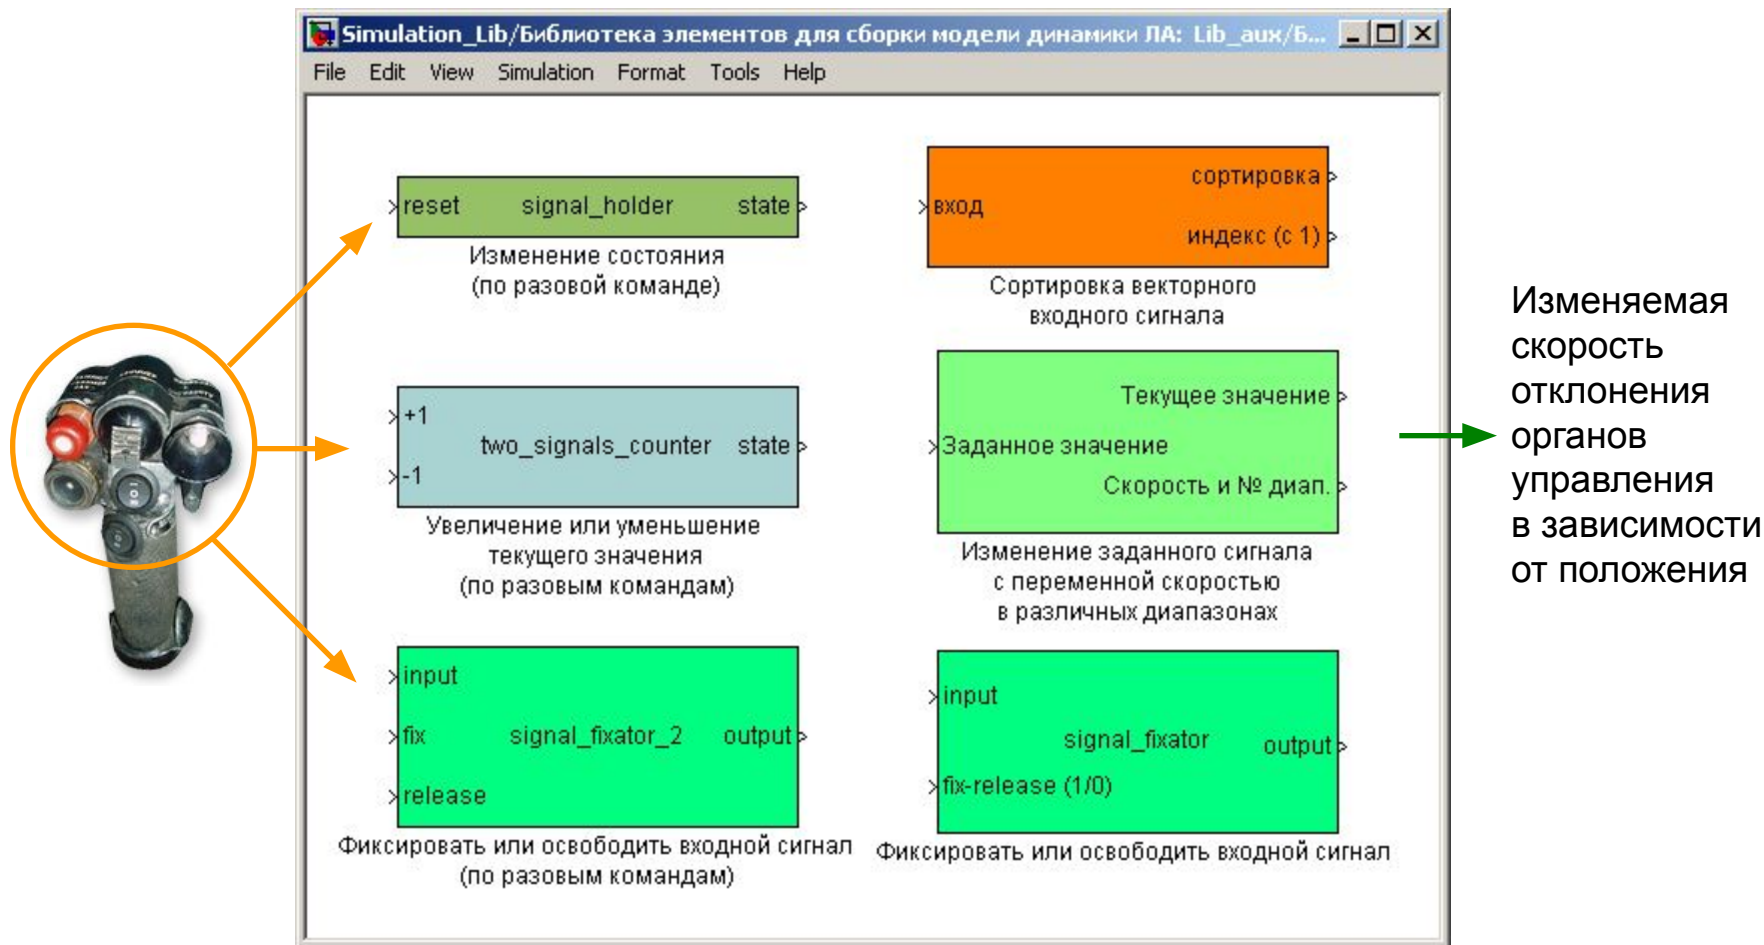 Simulation_Lib/Библиотека элементов для сборки модели динамики ЛА: Lib_aux/Б...
File Edit View Simulation Format Tools Help
reset signal_holder state
Изменение состояния
(по разовой команде)
+1
two_signals_counter state
-1
Увеличение или уменьшение
текущего значения
(по разовым командам)
input
fix signal_fixator_2 output
release
Фиксировать или освободить входной сигнал
(по разовым командам)
сортировка
вход
индекс (с 1)
Сортировка векторного
входного сигнала
Текущее значение
Заданное значение
Скорость и № диап.
Изменение заданного сигнала
с переменной скоростью
в различных диапазонах
input
signal_fixator output
fix-release (1/0)
Фиксировать или освободить входной сигнал
Изменяемая
скорость
отклонения
органов
управления
в зависимости
от положения